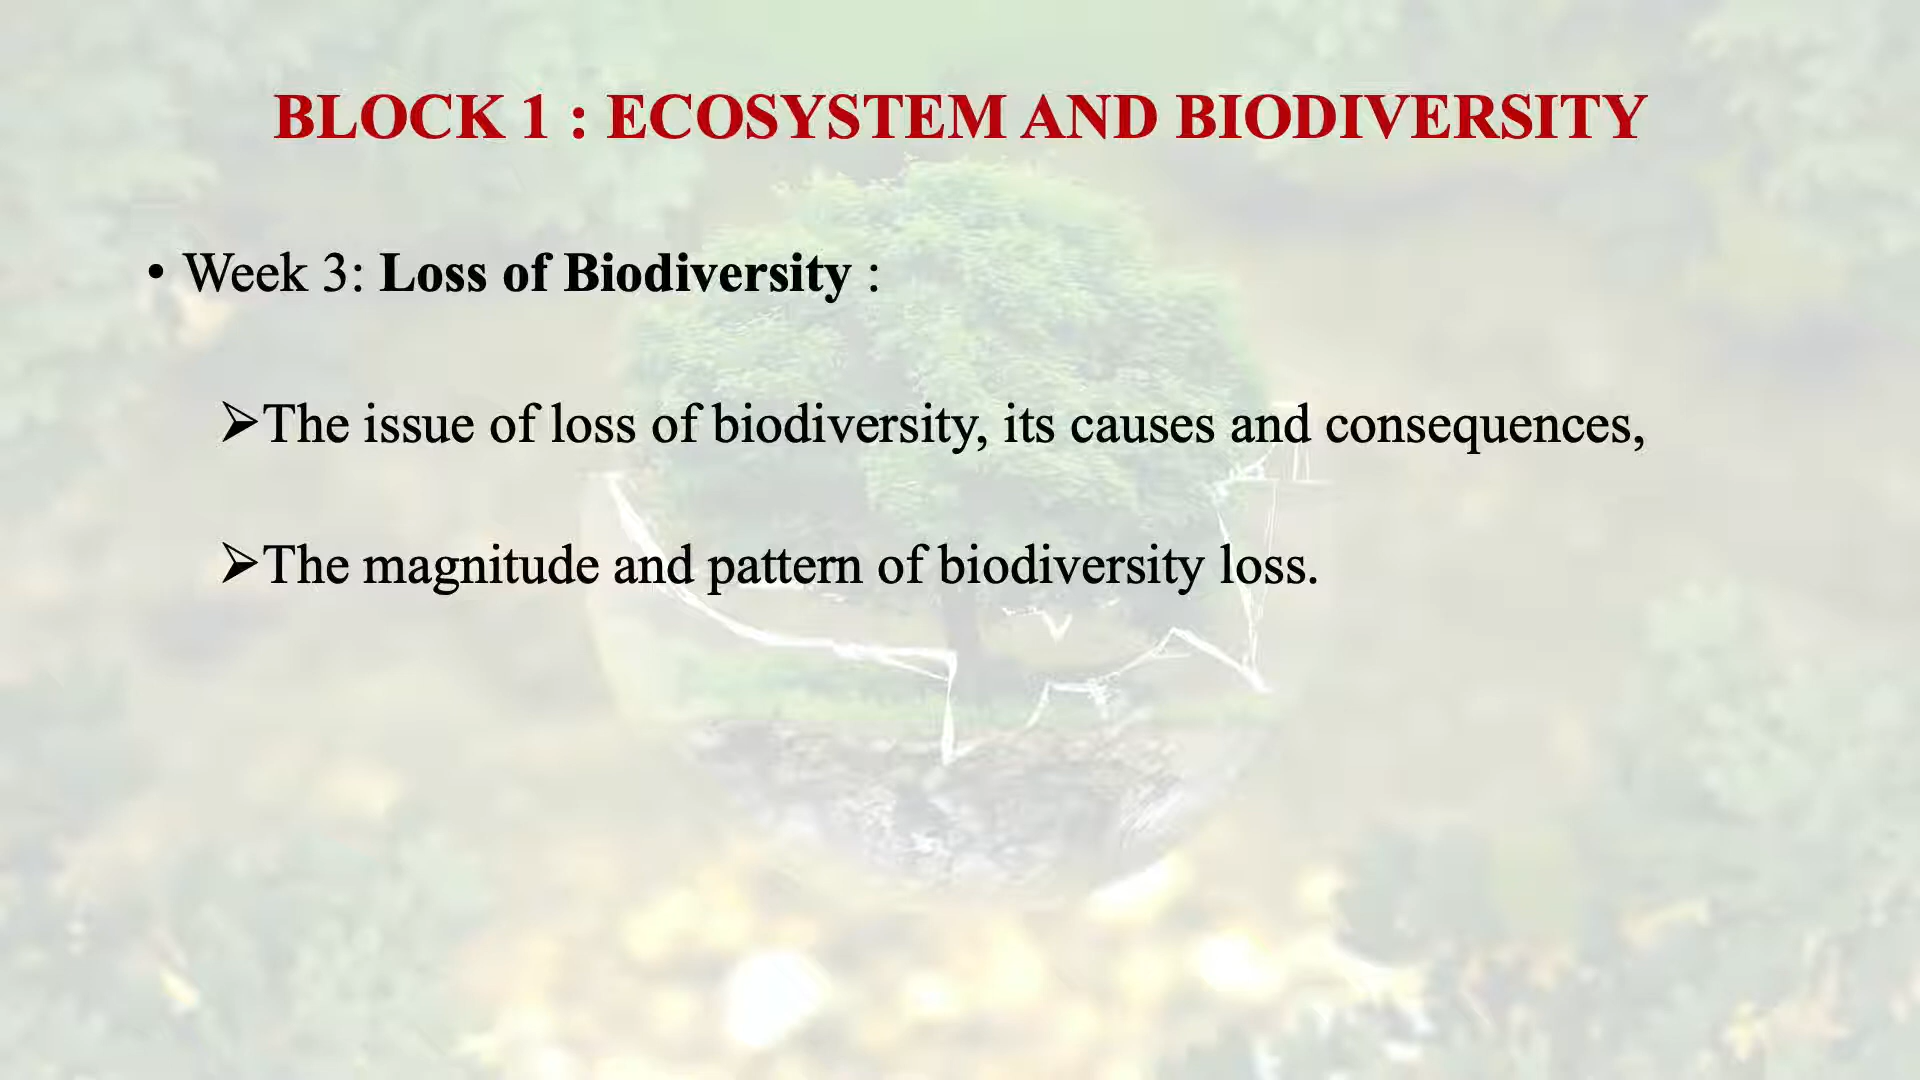 BLOCK 1 : ECOSYSTEM AND BIODIVERSITY
• Week 3: Loss of Biodiversity :
➢The issue of loss of biodiversity, its causes and consequences,
➢The magnitude and pattern of biodiversity loss.